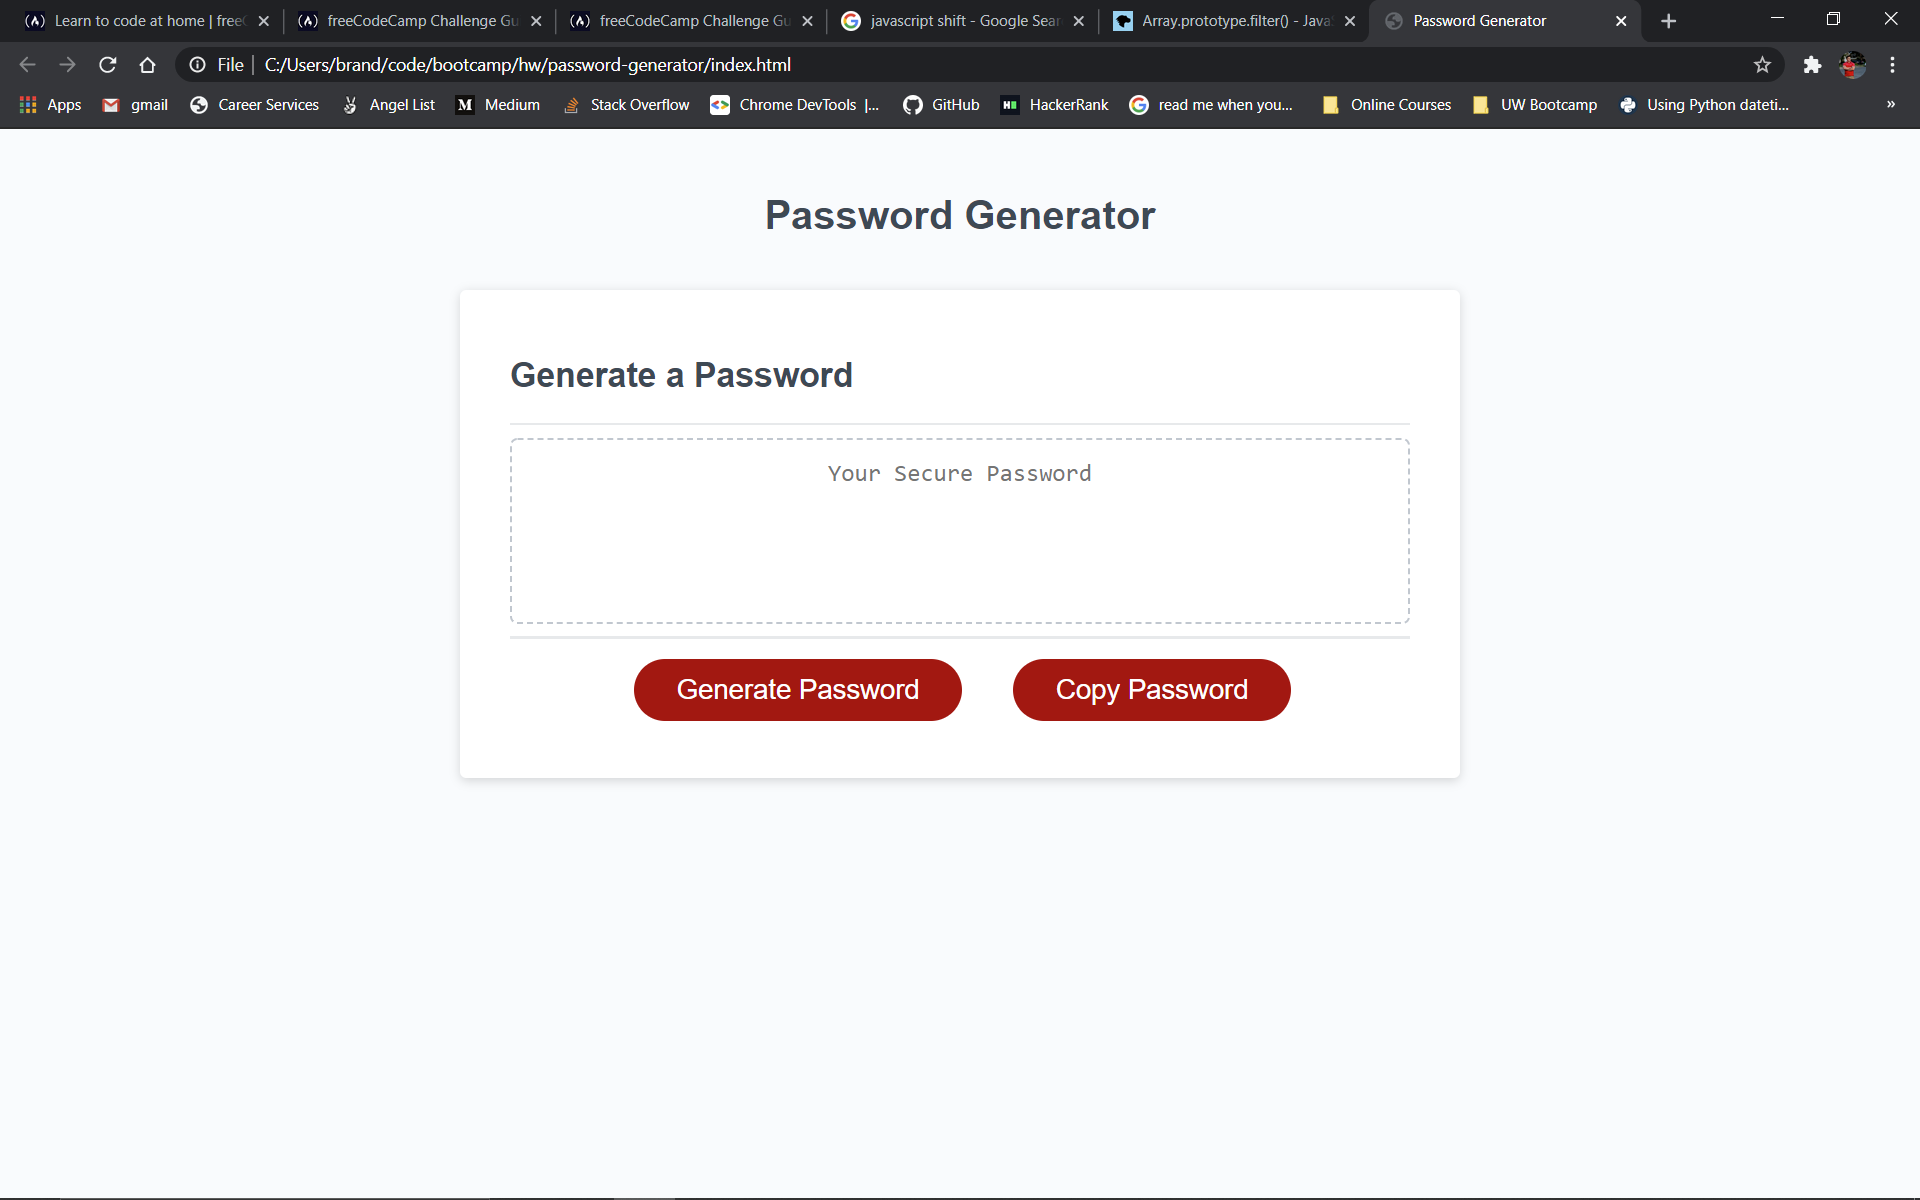 Learn to code at home | free
freeCodeCamp Challenge Gu
freeCodeCamp Challenge Gu
javascript shift - Google Sear
Array.prototype.filter() - Java
Password Generator
File
C:/Users/brand/code/bootcamp/hw/password-generator/index.html
Apps
gmail
Career Services
Angel List
M
Medium
Stack Overflow
Chrome DevTools |...
GitHub
HackerRank
read me when you...
Online Courses
UW Bootcamp
Using Python dateti...
»
Password Generator
Generate a Password
Your Secure Password
Generate Password
Copy Password